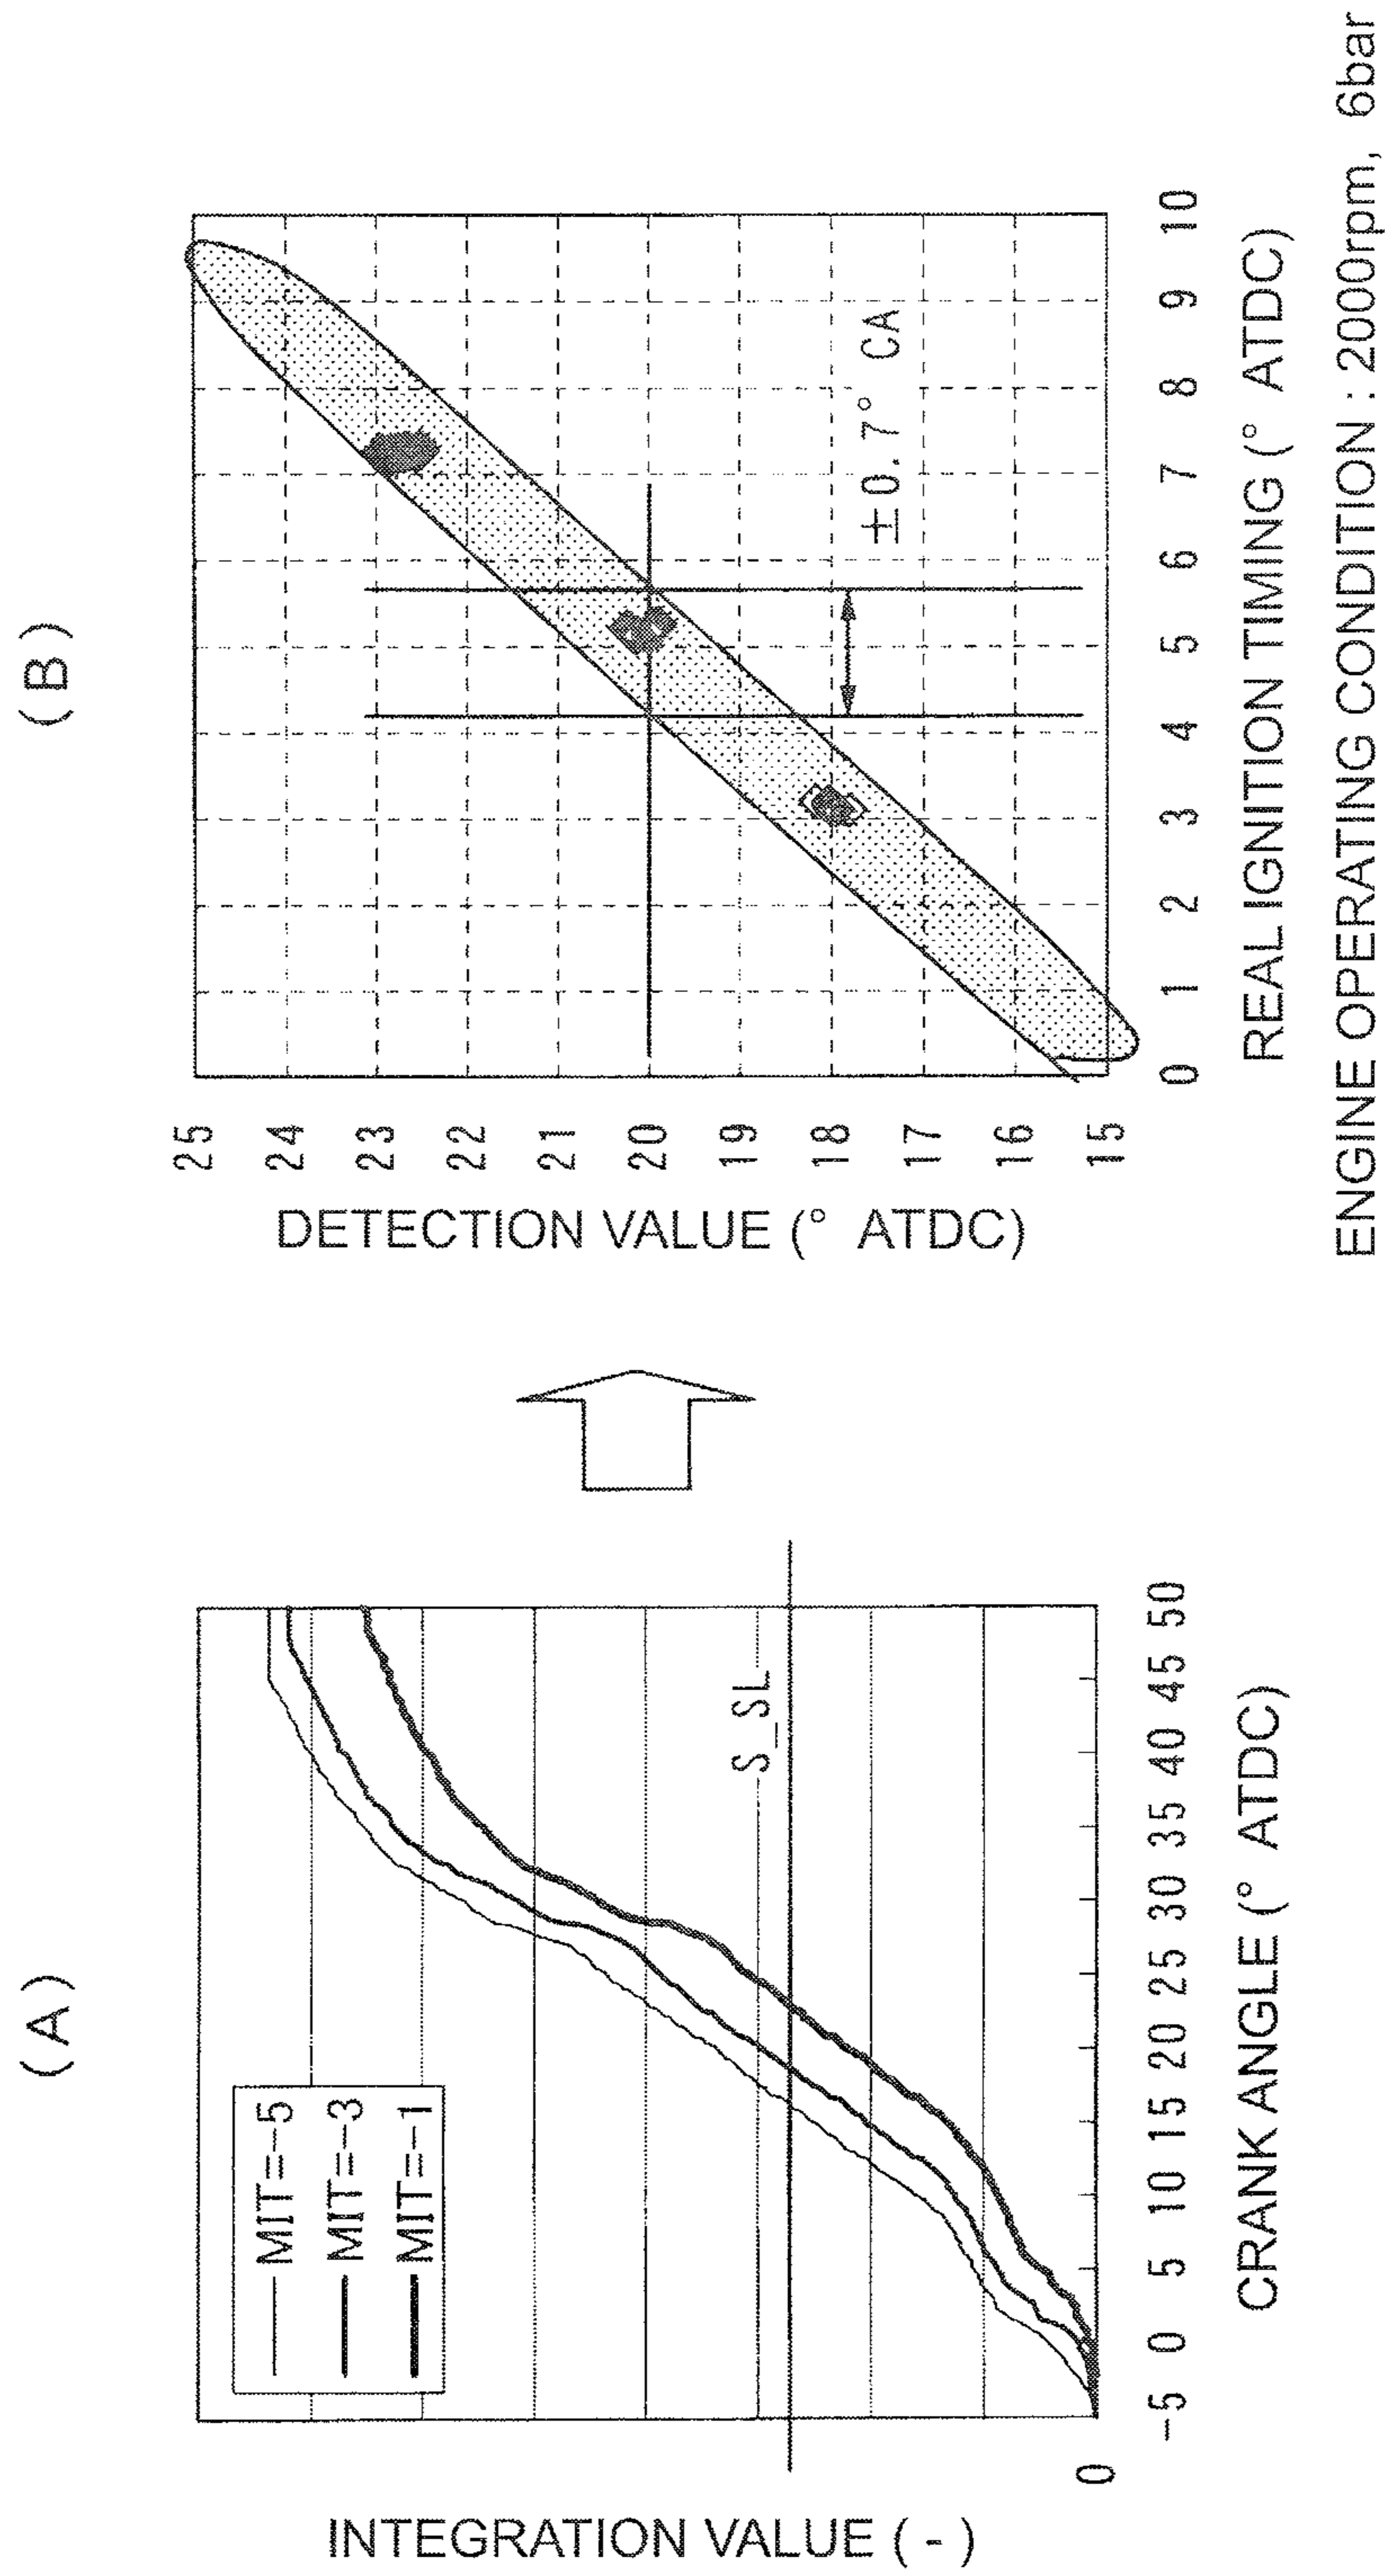 ( A )
INTEGRATION VALUE ( - )
MIT=-5
MIT=-3
MIT=-1
S_SL
0
-5 0 5 10 15 20 25 30 35 40 45 50
CRANK ANGLE (° ATDC)
( B )
DETECTION VALUE (° ATDC)
25
24
23
22
21
20
19
18
17
16
15
±0.7° CA
0 1 2 3 4 5 6 7 8 9 10
REAL IGNITION TIMING (° ATDC)
ENGINE OPERATING CONDITION : 2000rpm, 6bar